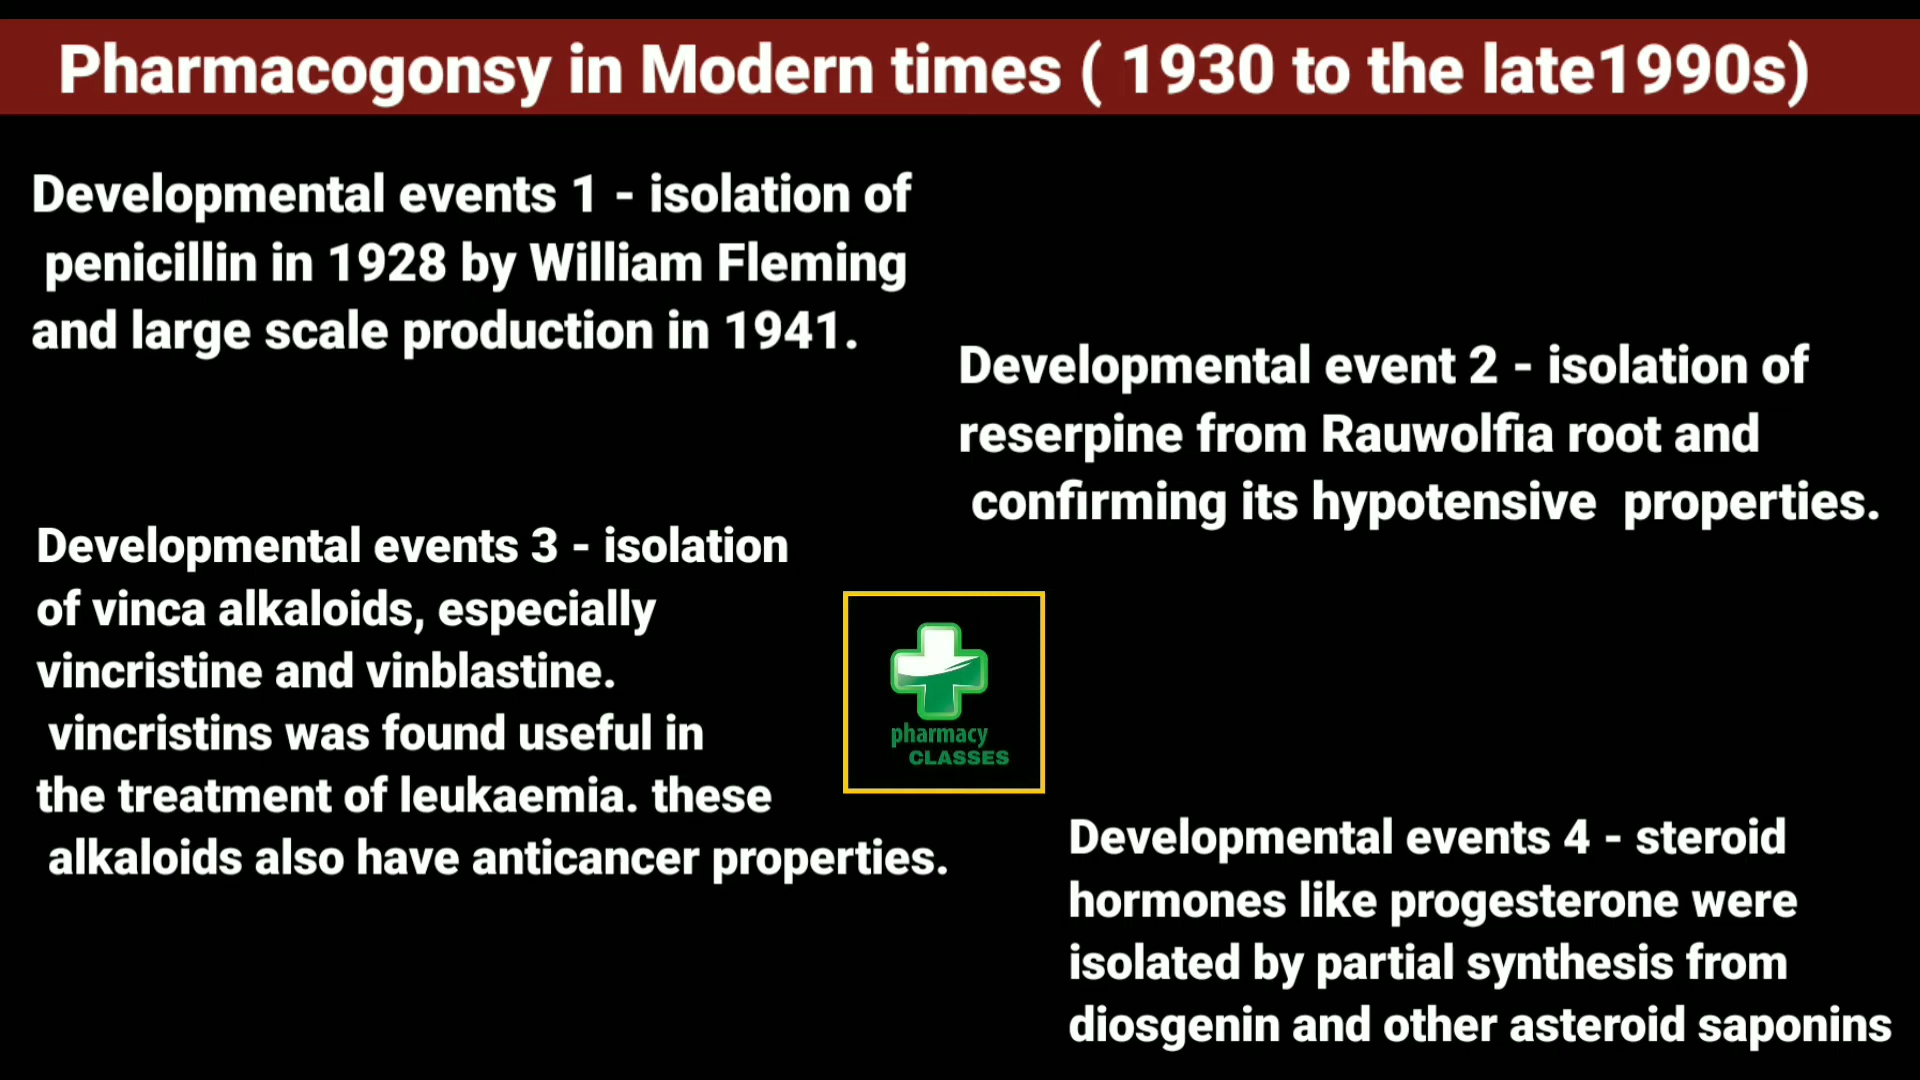 Pharmacogonsy in Modern times ( 1930 to the late1990s)
Developmental events 1 - isolation of
penicillin in 1928 by William Fleming
and large scale production in 1941.
Developmental event 2 - isolation of
reserpine from Rauwolfia root and
confirming its hypotensive properties.
Developmental events 3 - isolation
of vinca alkaloids, especially
vincristine and vinblastine.
vincristins was found useful in
the treatment of leukaemia. these
alkaloids also have anticancer properties.
pharmacy
CLASSES
Developmental events 4 - steroid
hormones like progesterone were
isolated by partial synthesis from
diosgenin and other asteroid saponins